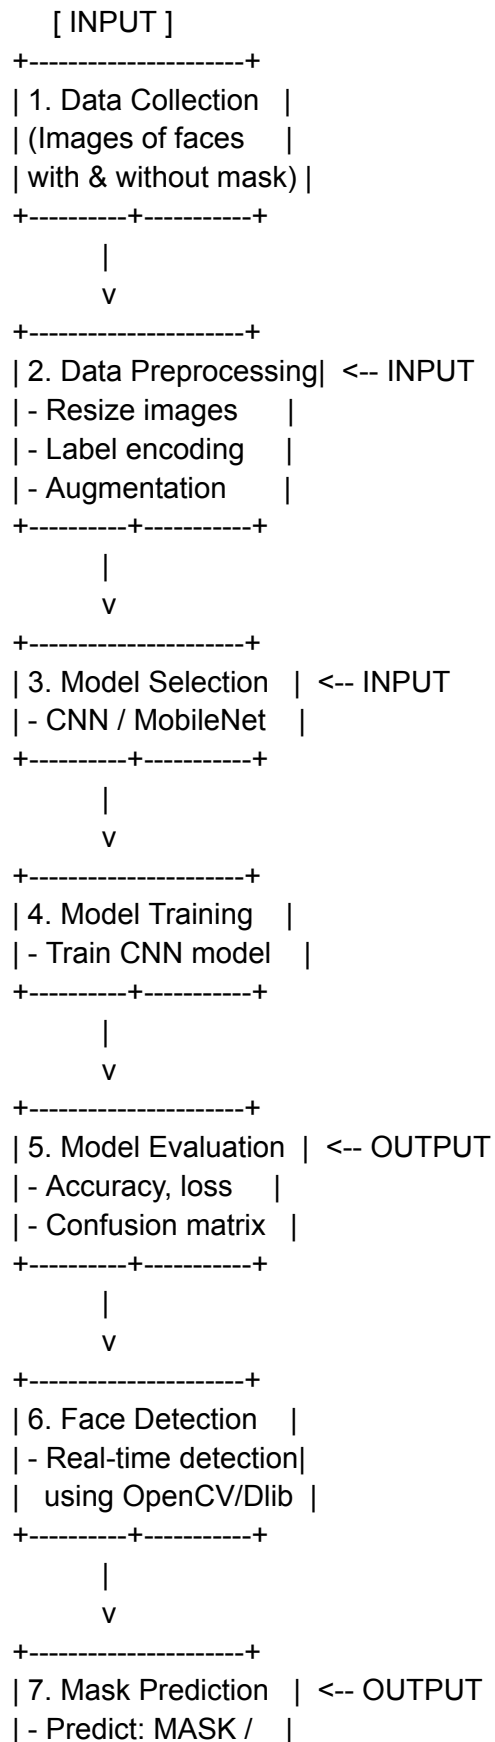 [ INPUT ]
+----------------------+
| 1. Data Collection   |
| (Images of faces     |
| with & without mask) |
+----------+-----------+
|
v
+----------------------+
| 2. Data Preprocessing|  <-- INPUT
| - Resize images      |
| - Label encoding     |
| - Augmentation       |
+----------+-----------+
|
v
+----------------------+
| 3. Model Selection   |  <-- INPUT
| - CNN / MobileNet    |
+----------+-----------+
|
v
+----------------------+
| 4. Model Training    |
| - Train CNN model    |
+----------+-----------+
|
v
+----------------------+
| 5. Model Evaluation  |  <-- OUTPUT
| - Accuracy, loss     |
| - Confusion matrix   |
+----------+-----------+
|
v
+----------------------+
| 6. Face Detection    |
| - Real-time detection|
|   using OpenCV/Dlib  |
+----------+-----------+
|
v
+----------------------+
| 7. Mask Prediction   |  <-- OUTPUT
| - Predict: MASK /    |